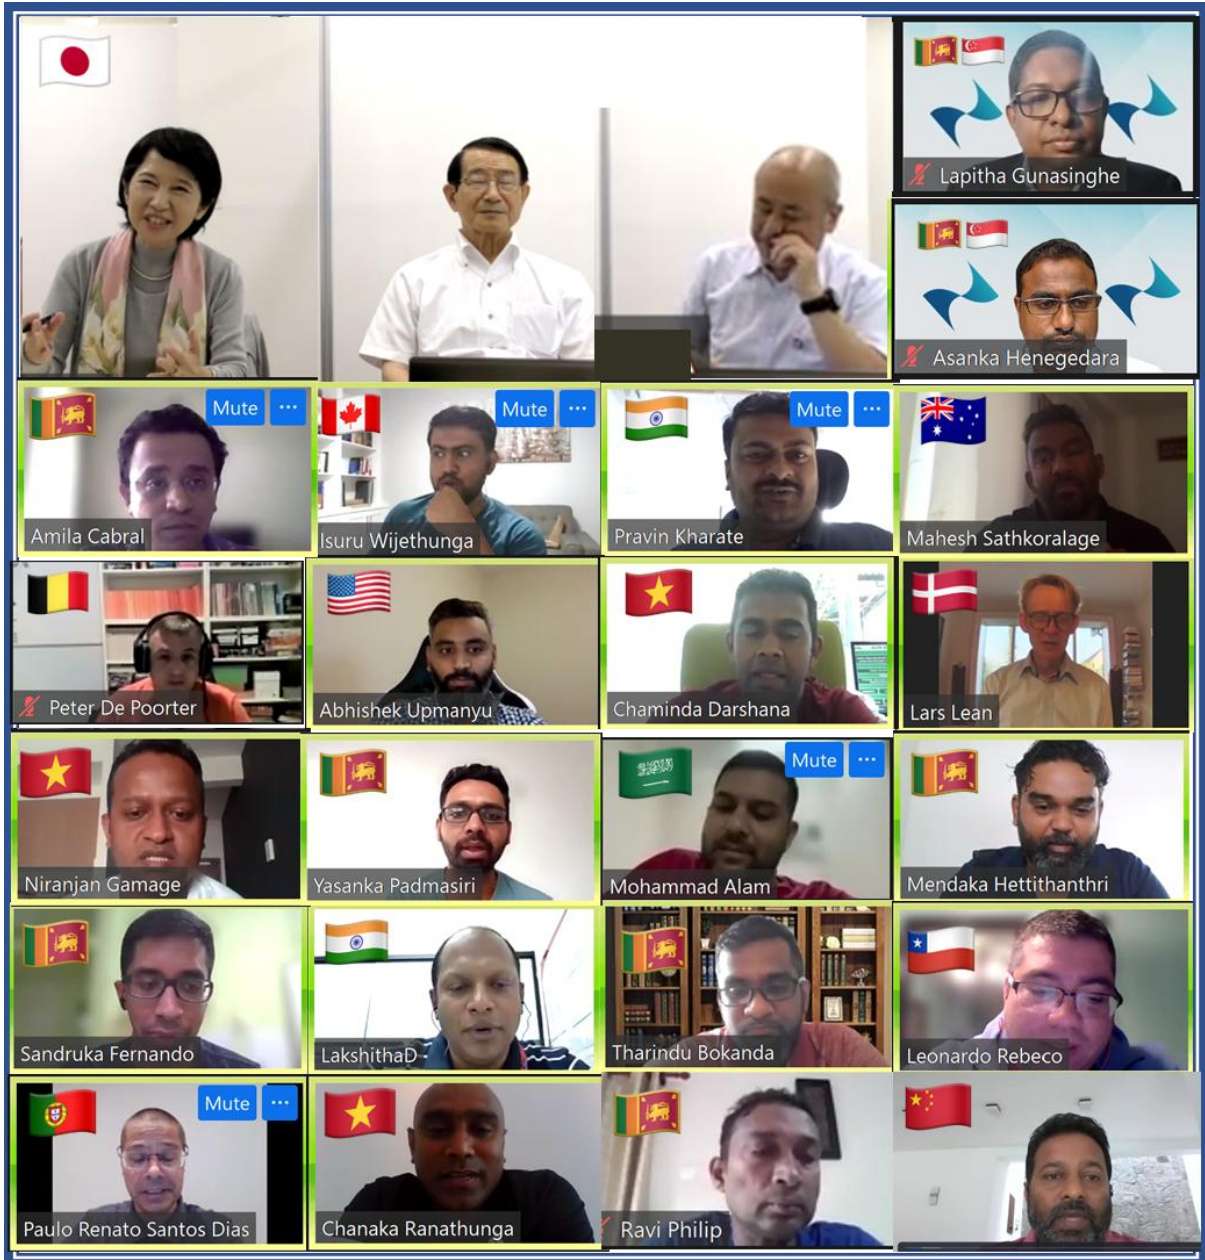 Lapitha Gunasinghe
Asanka Henegedara
Mute ...
Amila Cabral
Mute ...
Isuru Wijethunga
Mute ...
Pravin Kharate
Mahesh Sathkoralage
Peter De Poorter
Abhishek Upmanyu
Chaminda Darshana
Lars Lean
Niranjan Gamage
Yasanka Padmasiri
Mute ...
Mohammad Alam
Mendaka Hettithanthri
Sandruka Fernando
LakshithaD
Tharindu Bokanda
Leonardo Rebeco
Mute ...
Paulo Renato Santos Dias
Chanaka Ranathunga
Ravi Philip